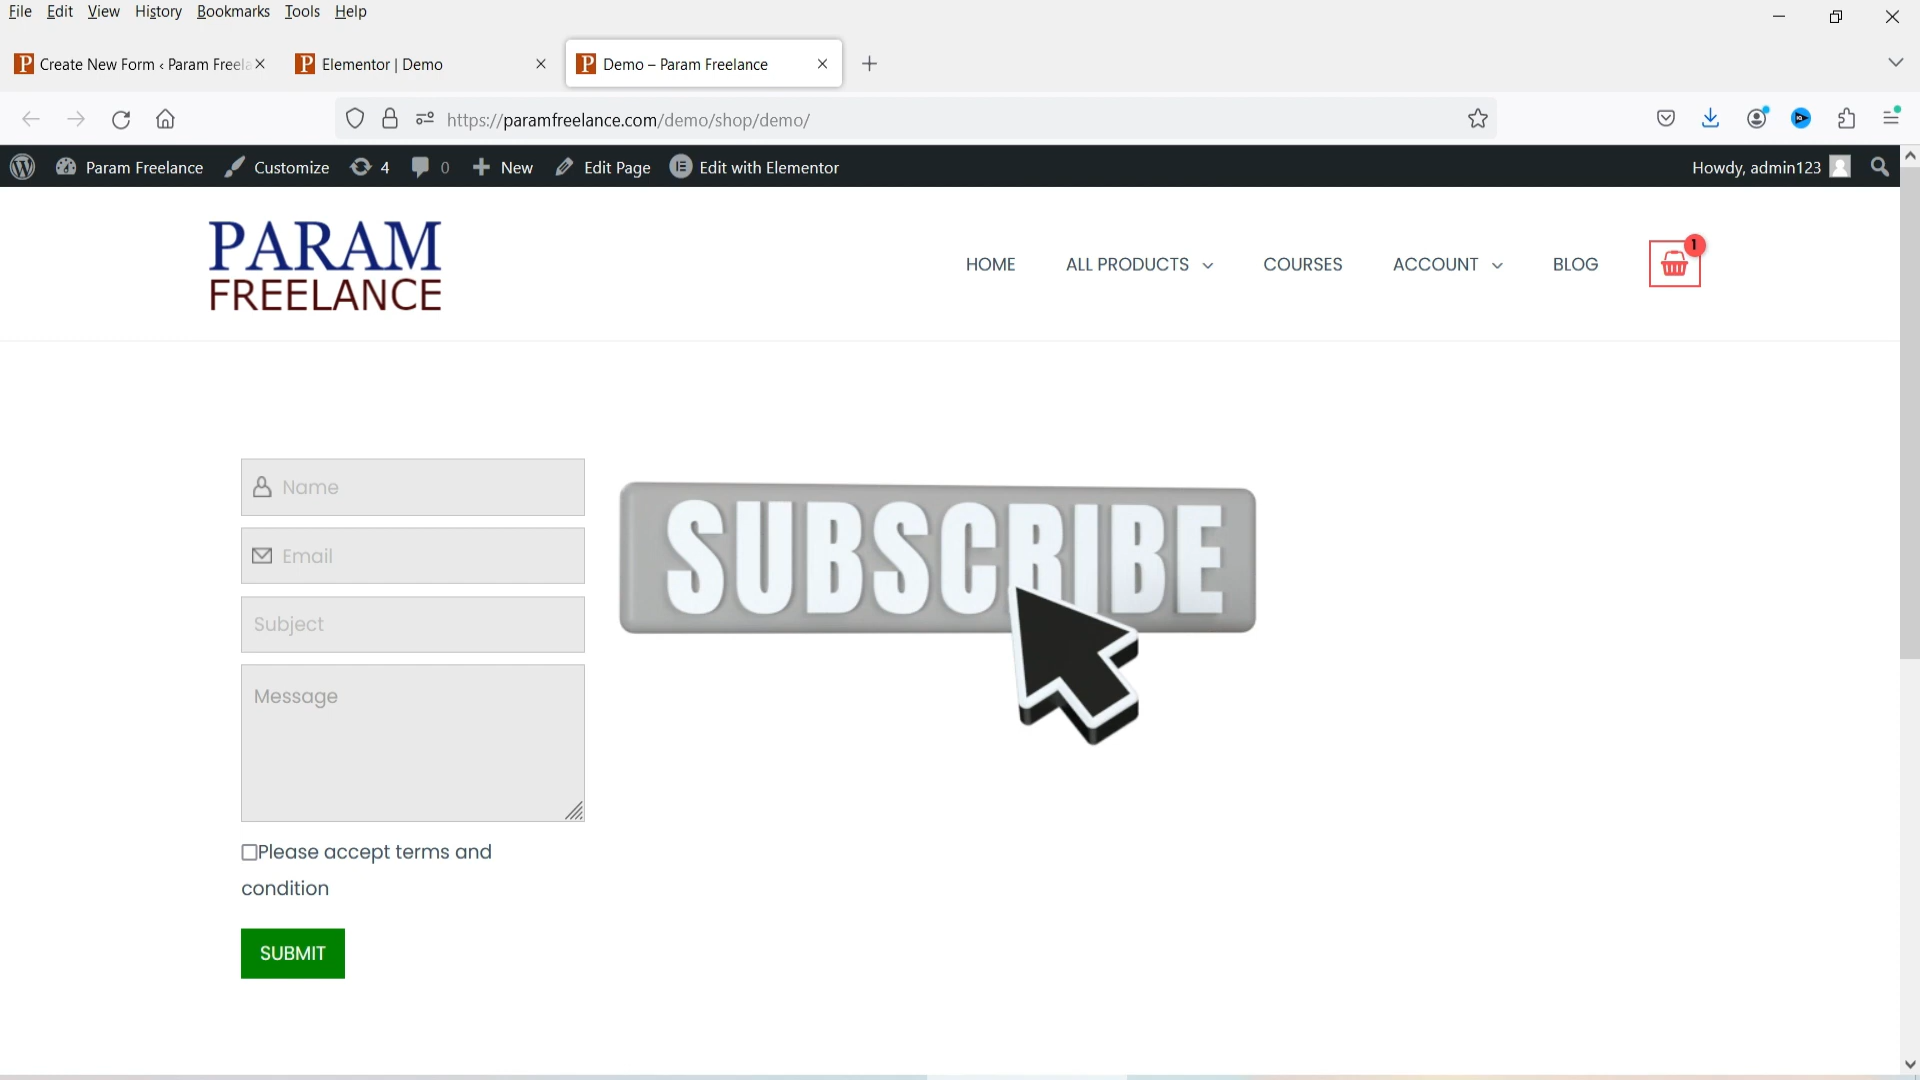 File Edit View History Bookmarks Tools Help
Create New Form ‹ Param Freela
Elementor | Demo
Demo – Param Freelance
https://paramfreelance.com/demo/shop/demo/
Param Freelance Customize 4 0 New Edit Page Edit with Elementor Howdy, admin123
PARAM
FREELANCE
HOME ALL PRODUCTS COURSES ACCOUNT BLOG 1
Name
Email
Subject
Message
Please accept terms and
condition
SUBMIT
SUBSCRIBE